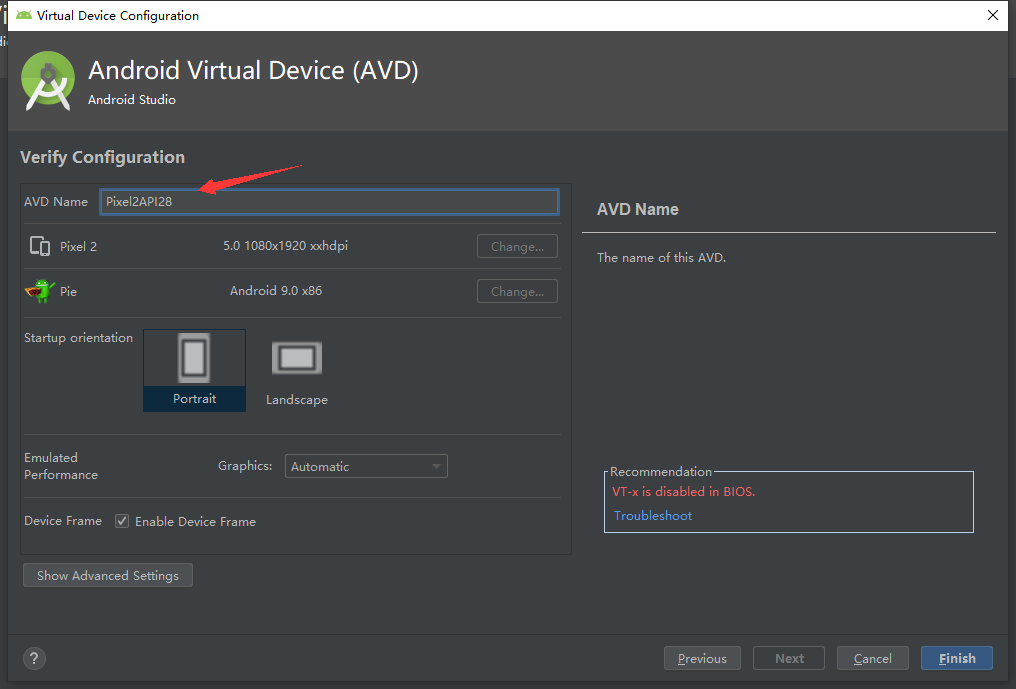 Virtual Device Configuration
Android Virtual Device (AVD)
Android Studio
Verify Configuration
AVD Name Pixel2API28
Pixel 2 5.0 1080x1920 xxhdpi Change...
Pie Android 9.0 x86 Change...
Startup orientation
Portrait Landscape
Emulated
Performance
Graphics: Automatic
Device Frame Enable Device Frame
Show Advanced Settings
AVD Name
The name of this AVD.
Recommendation
VT-x is disabled in BIOS.
Troubleshoot
? Previous Next Cancel Finish